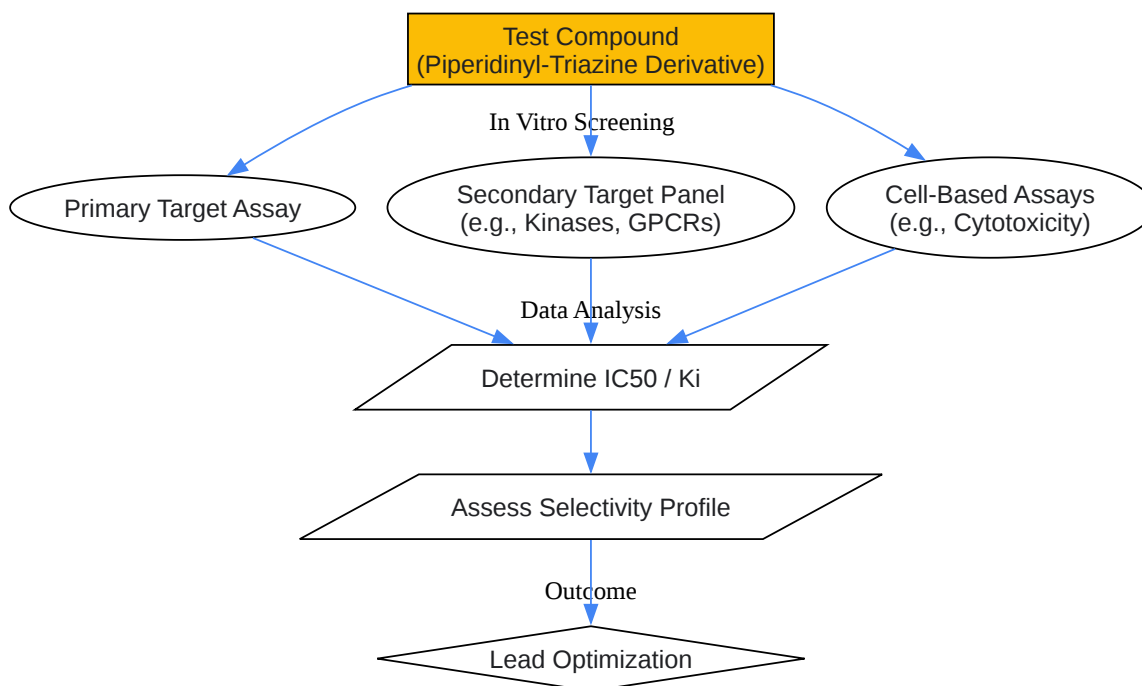 Test Compound
(Piperidinyl-Triazine Derivative)
In Vitro Screening
Primary Target Assay
Secondary Target Panel
(e.g., Kinases, GPCRs)
Cell-Based Assays
(e.g., Cytotoxicity)
Data Analysis
Determine IC50 / Ki
Assess Selectivity Profile
Outcome
Lead Optimization